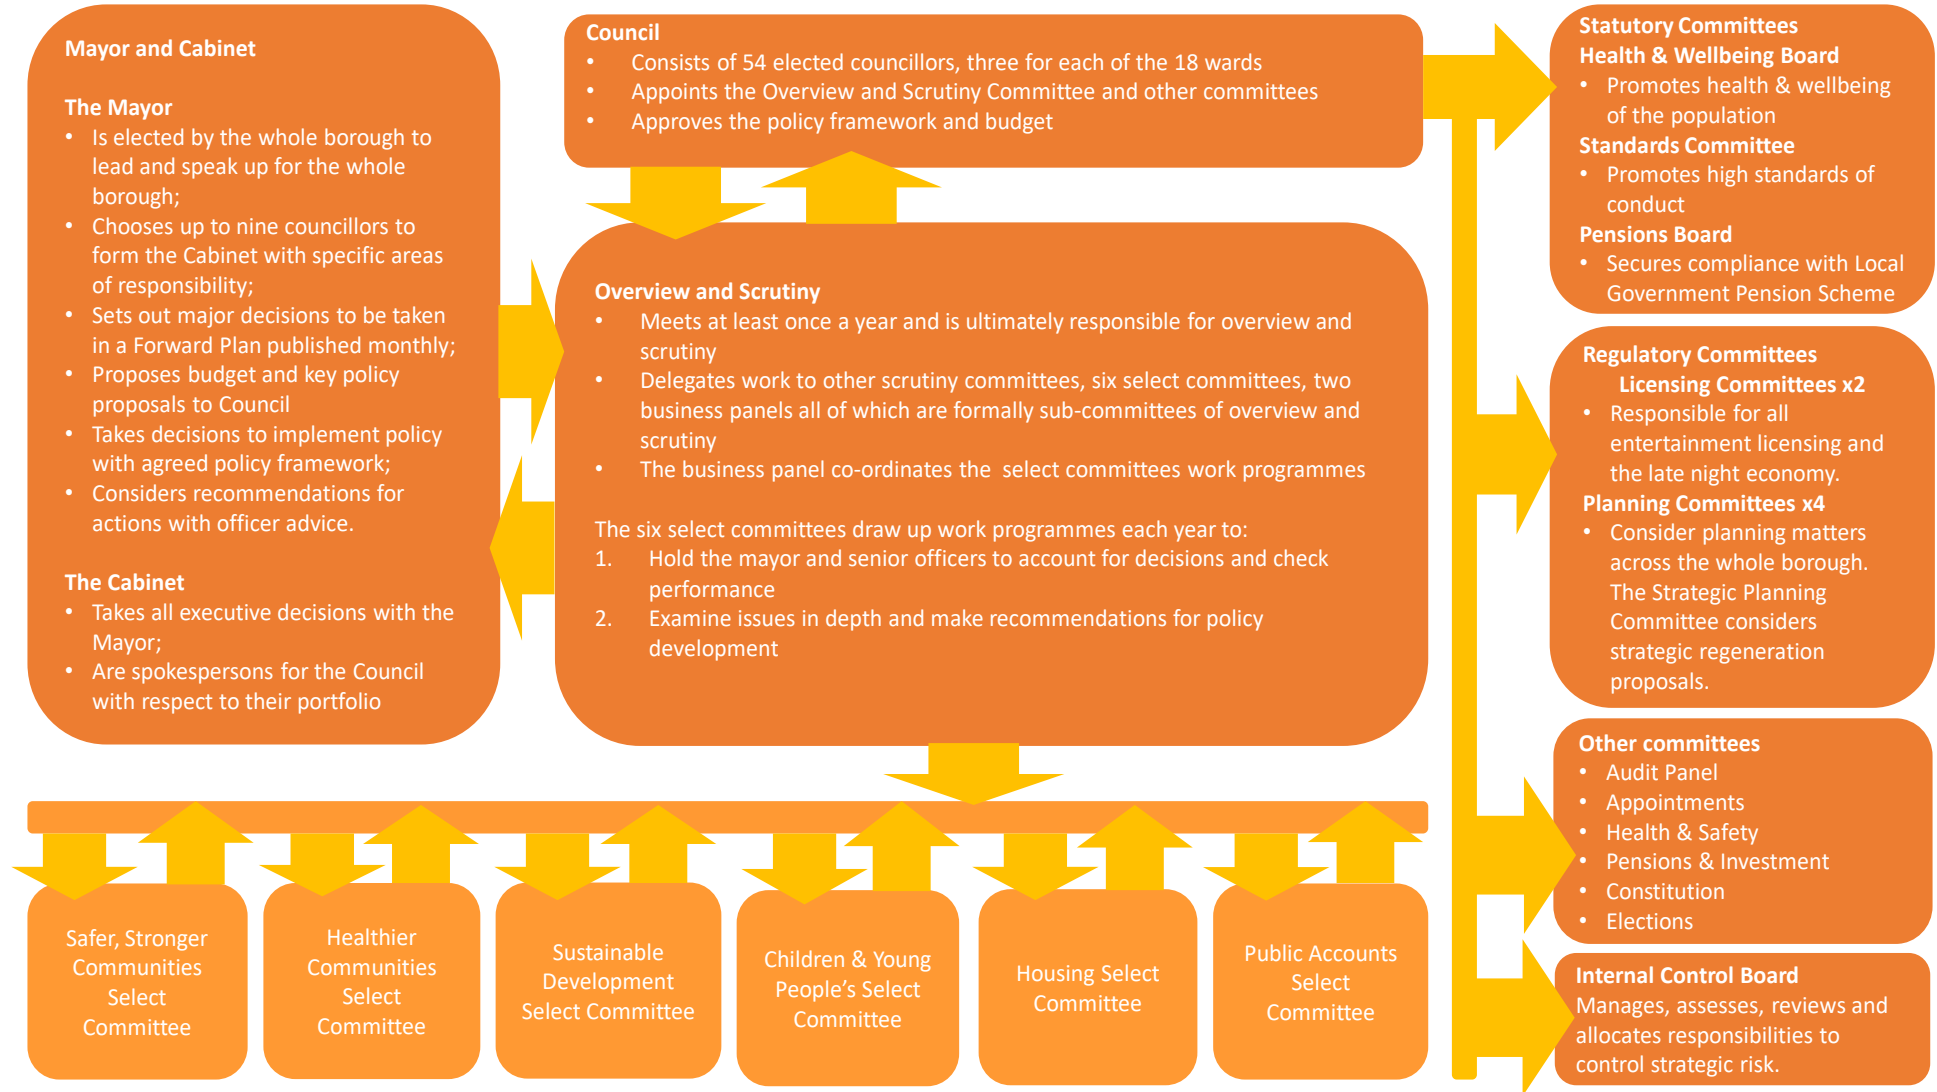 Mayor and Cabinet
The Mayor
• Is elected by the whole borough to
lead and speak up for the whole
borough;
• Chooses up to nine councillors to
form the Cabinet with specific areas
of responsibility;
• Sets out major decisions to be taken
in a Forward Plan published monthly;
• Proposes budget and key policy
proposals to Council
• Takes decisions to implement policy
with agreed policy framework;
• Considers recommendations for
actions with officer advice.
The Cabinet
• Takes all executive decisions with the
Mayor;
• Are spokespersons for the Council
with respect to their portfolio
Council
• Consists of 54 elected councillors, three for each of the 18 wards
• Appoints the Overview and Scrutiny Committee and other committees
• Approves the policy framework and budget
Overview and Scrutiny
• Meets at least once a year and is ultimately responsible for overview and
scrutiny
• Delegates work to other scrutiny committees, six select committees, two
business panels all of which are formally sub-committees of overview and
scrutiny
• The business panel co-ordinates the select committees work programmes
The six select committees draw up work programmes each year to:
1. Hold the mayor and senior officers to account for decisions and check
performance
2. Examine issues in depth and make recommendations for policy
development
Statutory Committees
Health & Wellbeing Board
• Promotes health & wellbeing
of the population
Standards Committee
• Promotes high standards of
conduct
Pensions Board
• Secures compliance with Local
Government Pension Scheme
Regulatory Committees
Licensing Committees x2
• Responsible for all
entertainment licensing and
the late night economy.
Planning Committees x4
• Consider planning matters
across the whole borough.
The Strategic Planning
Committee considers
strategic regeneration
proposals.
Other committees
• Audit Panel
• Appointments
• Health & Safety
• Pensions & Investment
• Constitution
• Elections
Internal Control Board
Manages, assesses, reviews and
allocates responsibilities to
control strategic risk.
Safer, Stronger
Communities
Select
Committee
Healthier
Communities
Select
Committee
Sustainable
Development
Select Committee
Children & Young
People’s Select
Committee
Housing Select
Committee
Public Accounts
Select
Committee